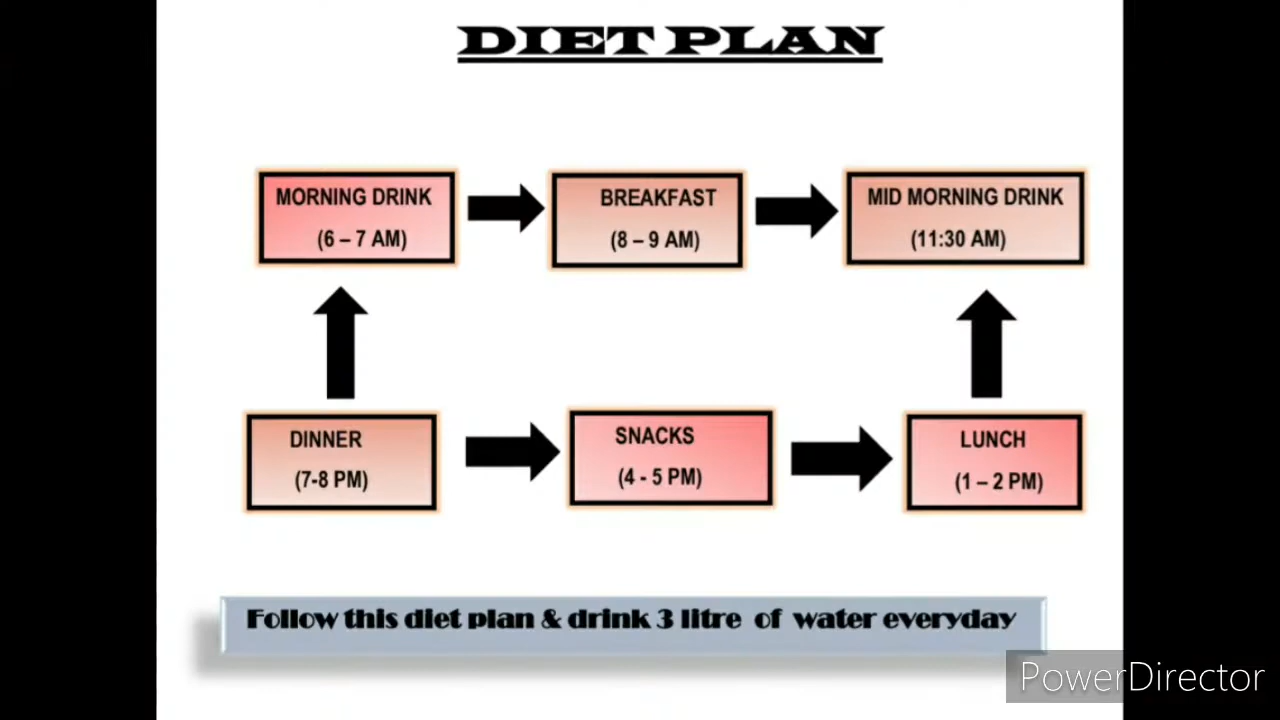 DIET PLAN
MORNING DRINK
(6 – 7 AM)
BREAKFAST
(8 – 9 AM)
MID MORNING DRINK
(11:30 AM)
DINNER
(7-8 PM)
SNACKS
(4 - 5 PM)
LUNCH
(1 – 2 PM)
Follow this diet plan & drink 3 litre of water everyday
PowerDirector